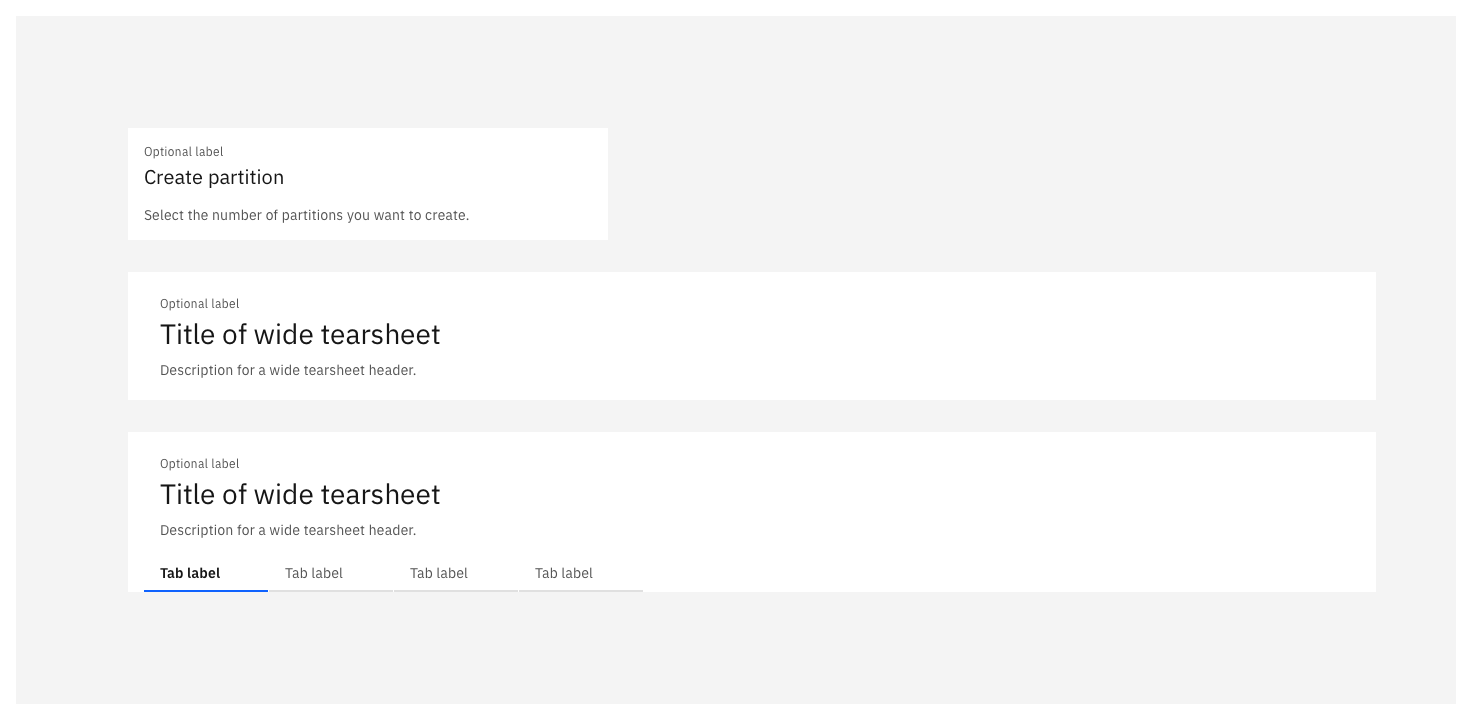 Optional label
Create partition
Select the number of partitions you want to create.
Optional label
Title of wide tearsheet
Description for a wide tearsheet header.
Optional label
Title of wide tearsheet
Description for a wide tearsheet header.
Tab label Tab label Tab label Tab label